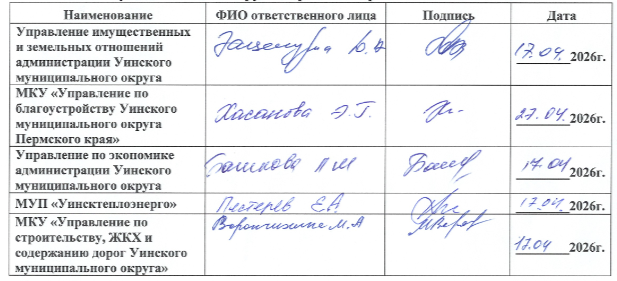 Наименование ФИО ответственного лица Подпись Дата
Управление имущественных
и земельных отношений
администрации Уинского
муниципального округа
Ю.А 17.04. 2026г.
МКУ «Управление по
благоустройству Уинского
муниципального округа
Пермского края»
Хасанова Э.Г. 27.04. 2026г.
Управление по экономике
администрации Уинского
муниципального округа
Башкова П М 17.04 2026г.
МУП «Уинсктеплоэнерго» Пестерев Е.А. 17.04. 2026г.
МКУ «Управление по
строительству, ЖКХ и
содержанию дорог Уинского
муниципального округа»
М.А 17.04 2026г.